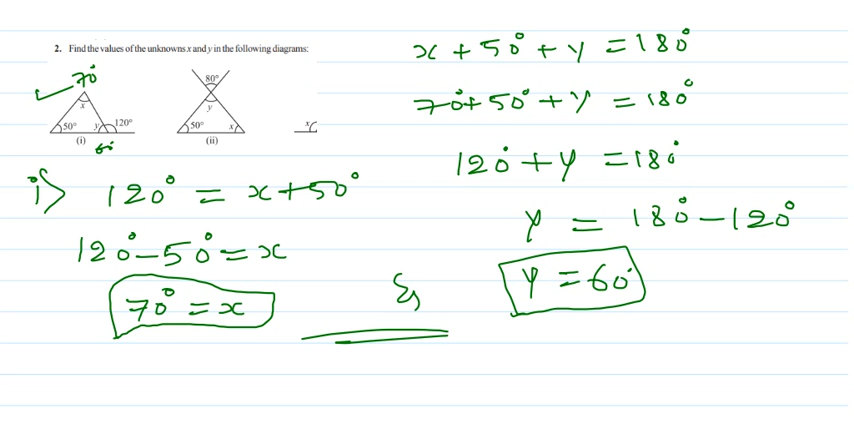 2. Find the values of the unknowns x and y in the following diagrams:
70°
x
50° y 120°
60°
(i)
80°
y
50° x
(ii)
x
i) 120° = x + 50°
120° - 50° = x
70° = x
x + 50° + y = 180°
70° + 50° + y = 180°
120° + y = 180°
y = 180° - 120°
y = 60°